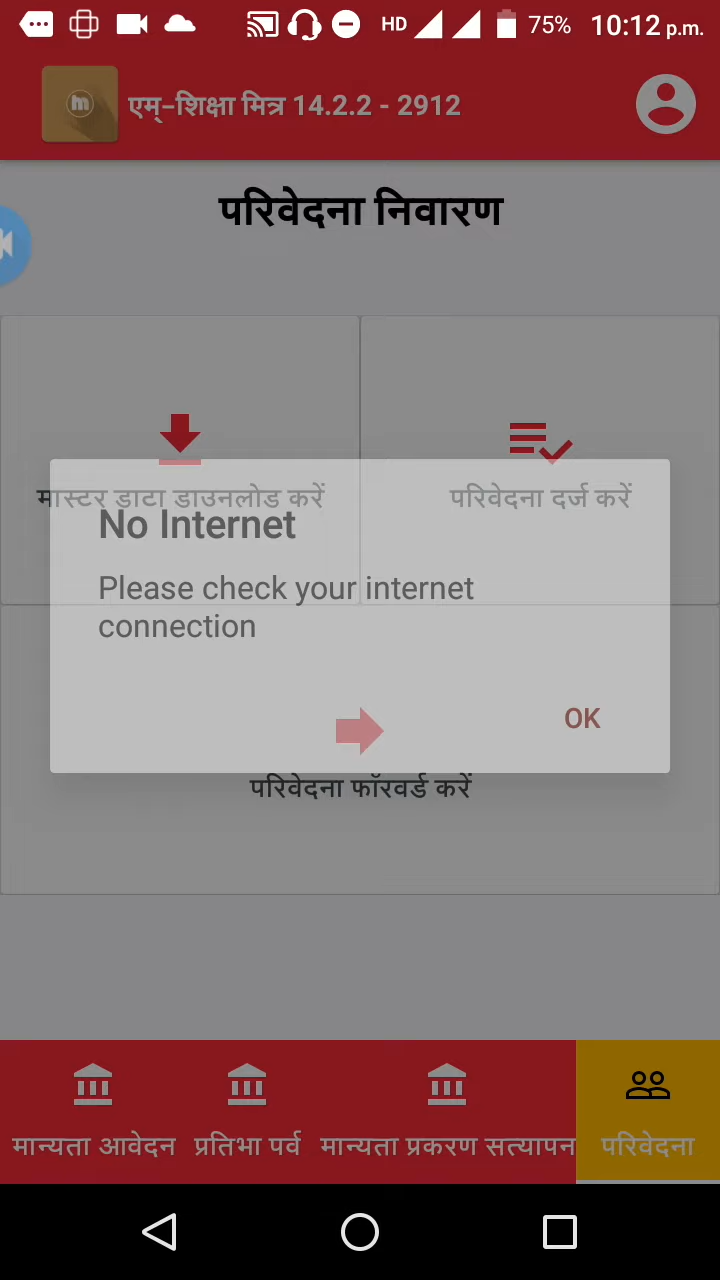 HD 75% 10:12 p.m.
m एम्-शिक्षा मित्र 14.2.2 - 2912
परिवेदना निवारण
मास्टर डाटा डाउनलोड करें
परिवेदना दर्ज करें
No Internet
Please check your internet
connection
OK
परिवेदना फॉरवर्ड करें
मान्यता आवेदन प्रतिभा पर्व मान्यता प्रकरण सत्यापन परिवेदना